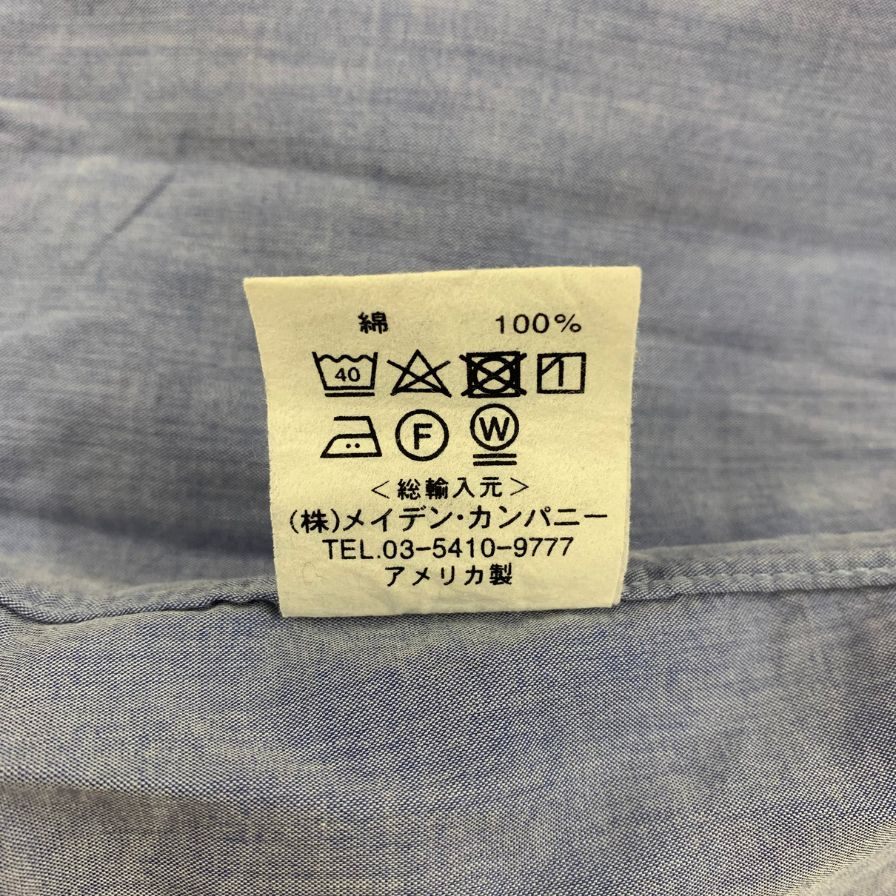 綿 100%
40
F W
<総輸入元>
(株)メイデン・カンパニー
TEL.03-5410-9777
アメリカ製